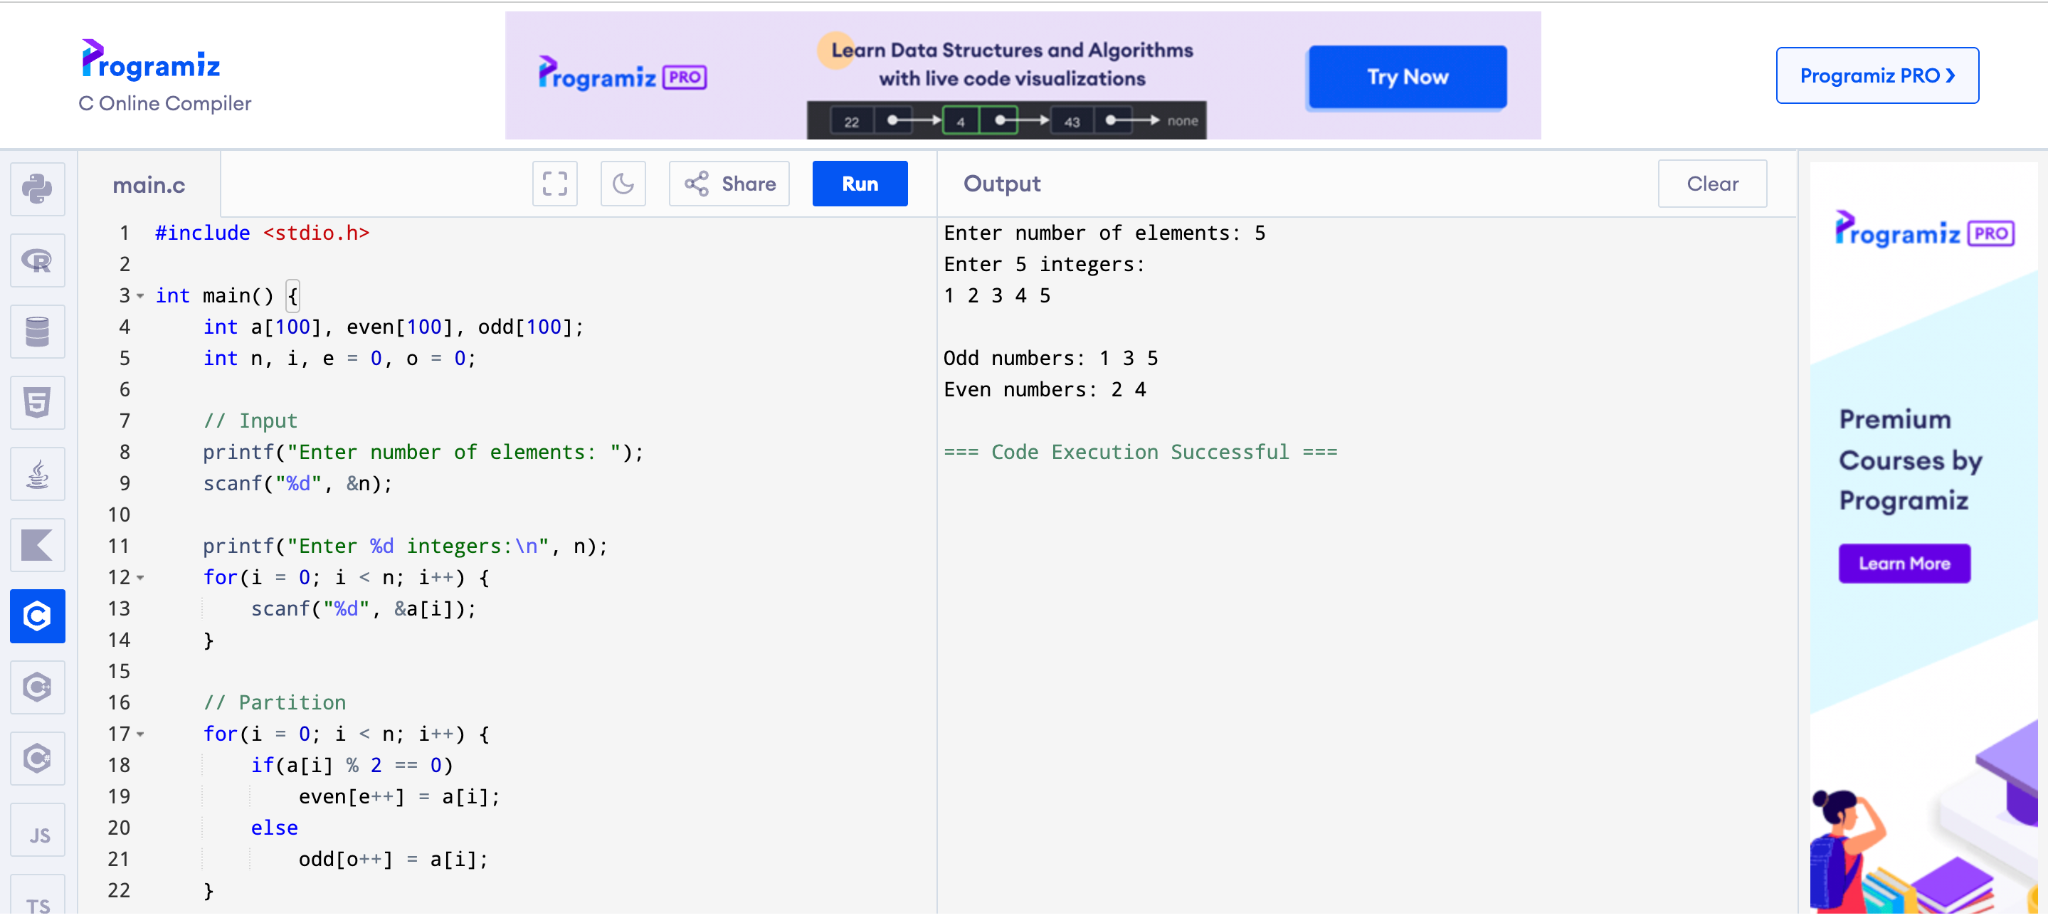 Programiz
C Online Compiler
Programiz PRO
Learn Data Structures and Algorithms
with live code visualizations
22 4 43 none
Try Now
Programiz PRO ❯
main.c
Share
Run
Output
Clear
1 #include <stdio.h>
2
3 int main() {
4     int a[100], even[100], odd[100];
5     int n, i, e = 0, o = 0;
6
7     // Input
8     printf("Enter number of elements: ");
9     scanf("%d", &n);
10
11     printf("Enter %d integers:\n", n);
12     for(i = 0; i < n; i++) {
13         scanf("%d", &a[i]);
14     }
15
16     // Partition
17     for(i = 0; i < n; i++) {
18         if(a[i] % 2 == 0)
19             even[e++] = a[i];
20         else
21             odd[o++] = a[i];
22     }
Enter number of elements: 5
Enter 5 integers:
1 2 3 4 5
Odd numbers: 1 3 5
Even numbers: 2 4
=== Code Execution Successful ===
R
5
C
C
C
JS
TS
Programiz PRO
Premium
Courses by
Programiz
Learn More